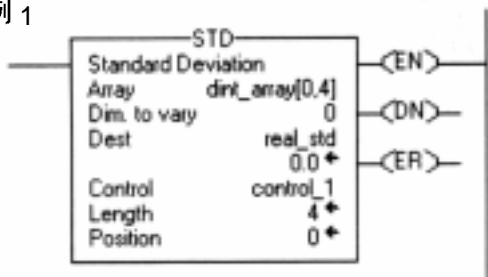 例 1
STD
Standard Deviation
Array dint_array[0,4]
Dim. to vary 0
Dest real_std
0.0
Control control_1
Length 4
Position 0
EN
DN
ER